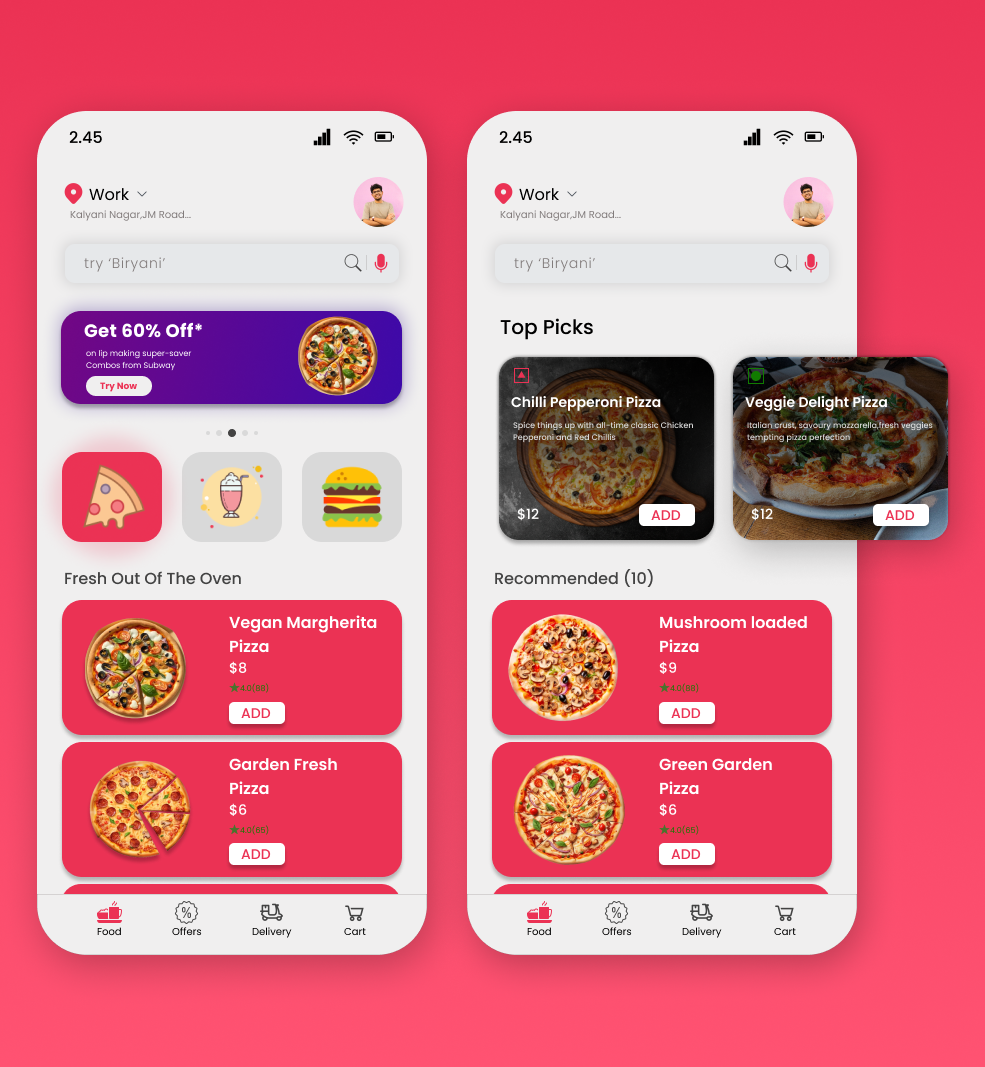 2.45
Work
Kalyani Nagar,JM Road...
try ‘Biryani’
Get 60% Off*
on lip making super-saver
Combos from Subway
Try Now
Fresh Out Of The Oven
Vegan Margherita
Pizza
$8
4.0(88)
ADD
Garden Fresh
Pizza
$6
4.0(65)
ADD
Food
Offers
Delivery
Cart
2.45
Work
Kalyani Nagar,JM Road...
try ‘Biryani’
Top Picks
Chilli Pepperoni Pizza
Spice things up with all-time classic Chicken
Pepperoni and Red Chillis
$12
ADD
Veggie Delight Pizza
Italian crust, savoury mozzarella,fresh veggies
tempting pizza perfection
$12
ADD
Recommended (10)
Mushroom loaded
Pizza
$9
4.0(88)
ADD
Green Garden
Pizza
$6
4.0(65)
ADD
Food
Offers
Delivery
Cart